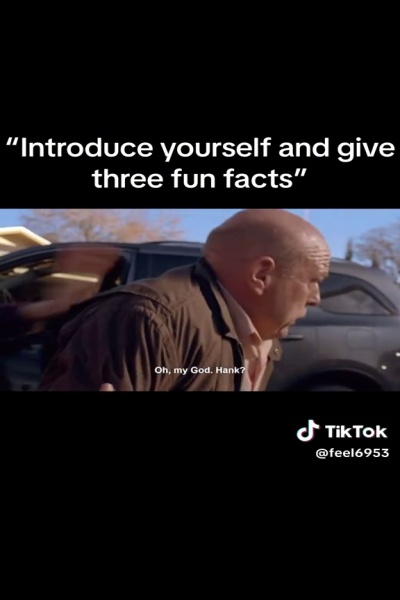 “Introduce yourself and give
three fun facts”
Oh, my God. Hank?
TikTok
@feel6953